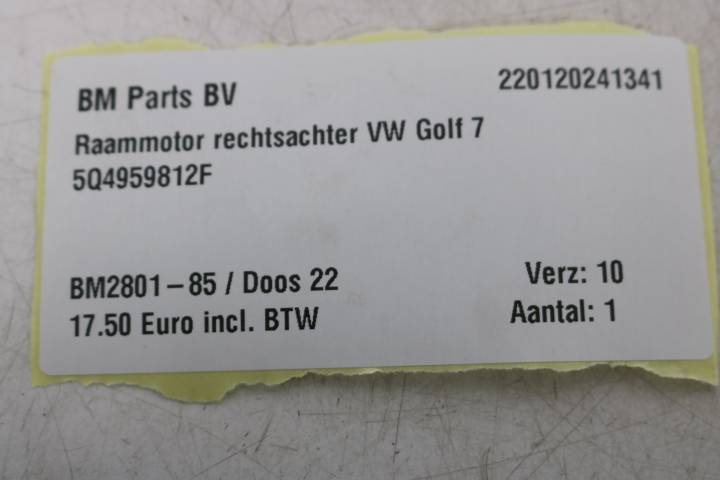 BM Parts BV 220120241341
Raammotor rechtsachter VW Golf 7
5Q4959812F
BM2801-85 / Doos 22 Verz: 10
17.50 Euro incl. BTW Aantal: 1